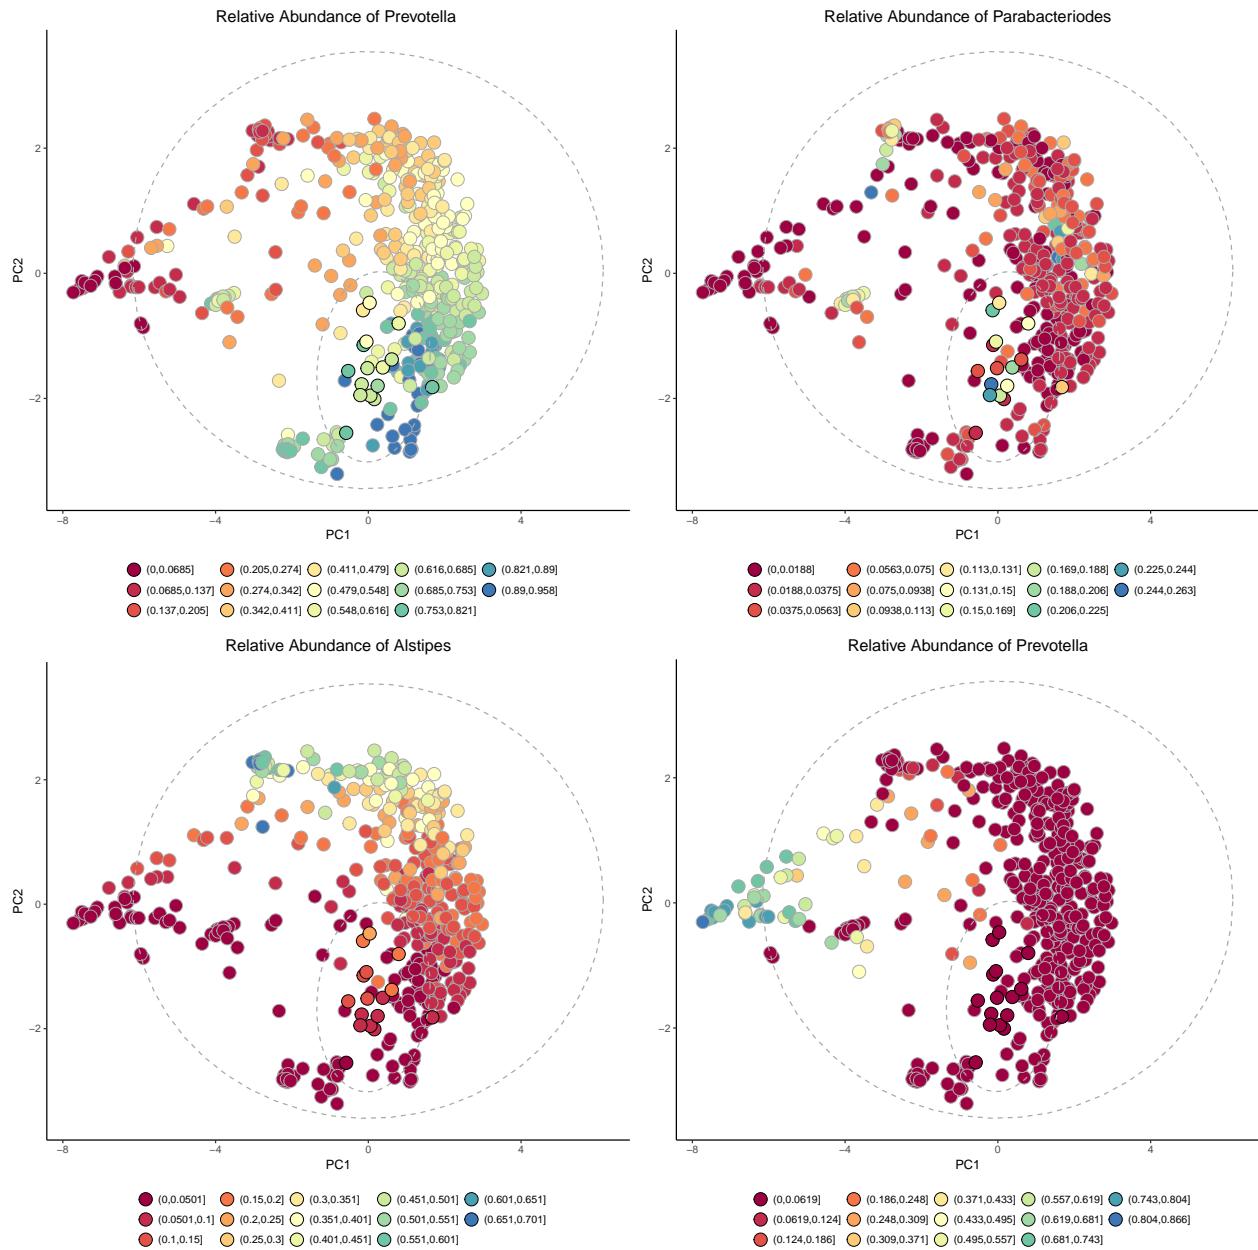 Relative Abundance of Prevotella
PC2
2
0
−2
−8
−4
0
4
PC1
(0,0.0685] (0.205,0.274] (0.411,0.479] (0.616,0.685] (0.821,0.89]
(0.0685,0.137] (0.274,0.342] (0.479,0.548] (0.685,0.753] (0.89,0.958]
(0.137,0.205] (0.342,0.411] (0.548,0.616] (0.753,0.821]
Relative Abundance of Parabacteriodes
PC2
2
0
−2
−8
−4
0
4
PC1
(0,0.0188] (0.0563,0.075] (0.113,0.131] (0.169,0.188] (0.225,0.244]
(0.0188,0.0375] (0.075,0.0938] (0.131,0.15] (0.188,0.206] (0.244,0.263]
(0.0375,0.0563] (0.0938,0.113] (0.15,0.169] (0.206,0.225]
Relative Abundance of Alstipes
PC2
2
0
−2
−8
−4
0
4
PC1
(0,0.0501] (0.15,0.2] (0.3,0.351] (0.451,0.501] (0.601,0.651]
(0.0501,0.1] (0.2,0.25] (0.351,0.401] (0.501,0.551] (0.651,0.701]
(0.1,0.15] (0.25,0.3] (0.401,0.451] (0.551,0.601]
Relative Abundance of Prevotella
PC2
2
0
−2
−8
−4
0
4
PC1
(0,0.0619] (0.186,0.248] (0.371,0.433] (0.557,0.619] (0.743,0.804]
(0.0619,0.124] (0.248,0.309] (0.433,0.495] (0.619,0.681] (0.804,0.866]
(0.124,0.186] (0.309,0.371] (0.495,0.557] (0.681,0.743]